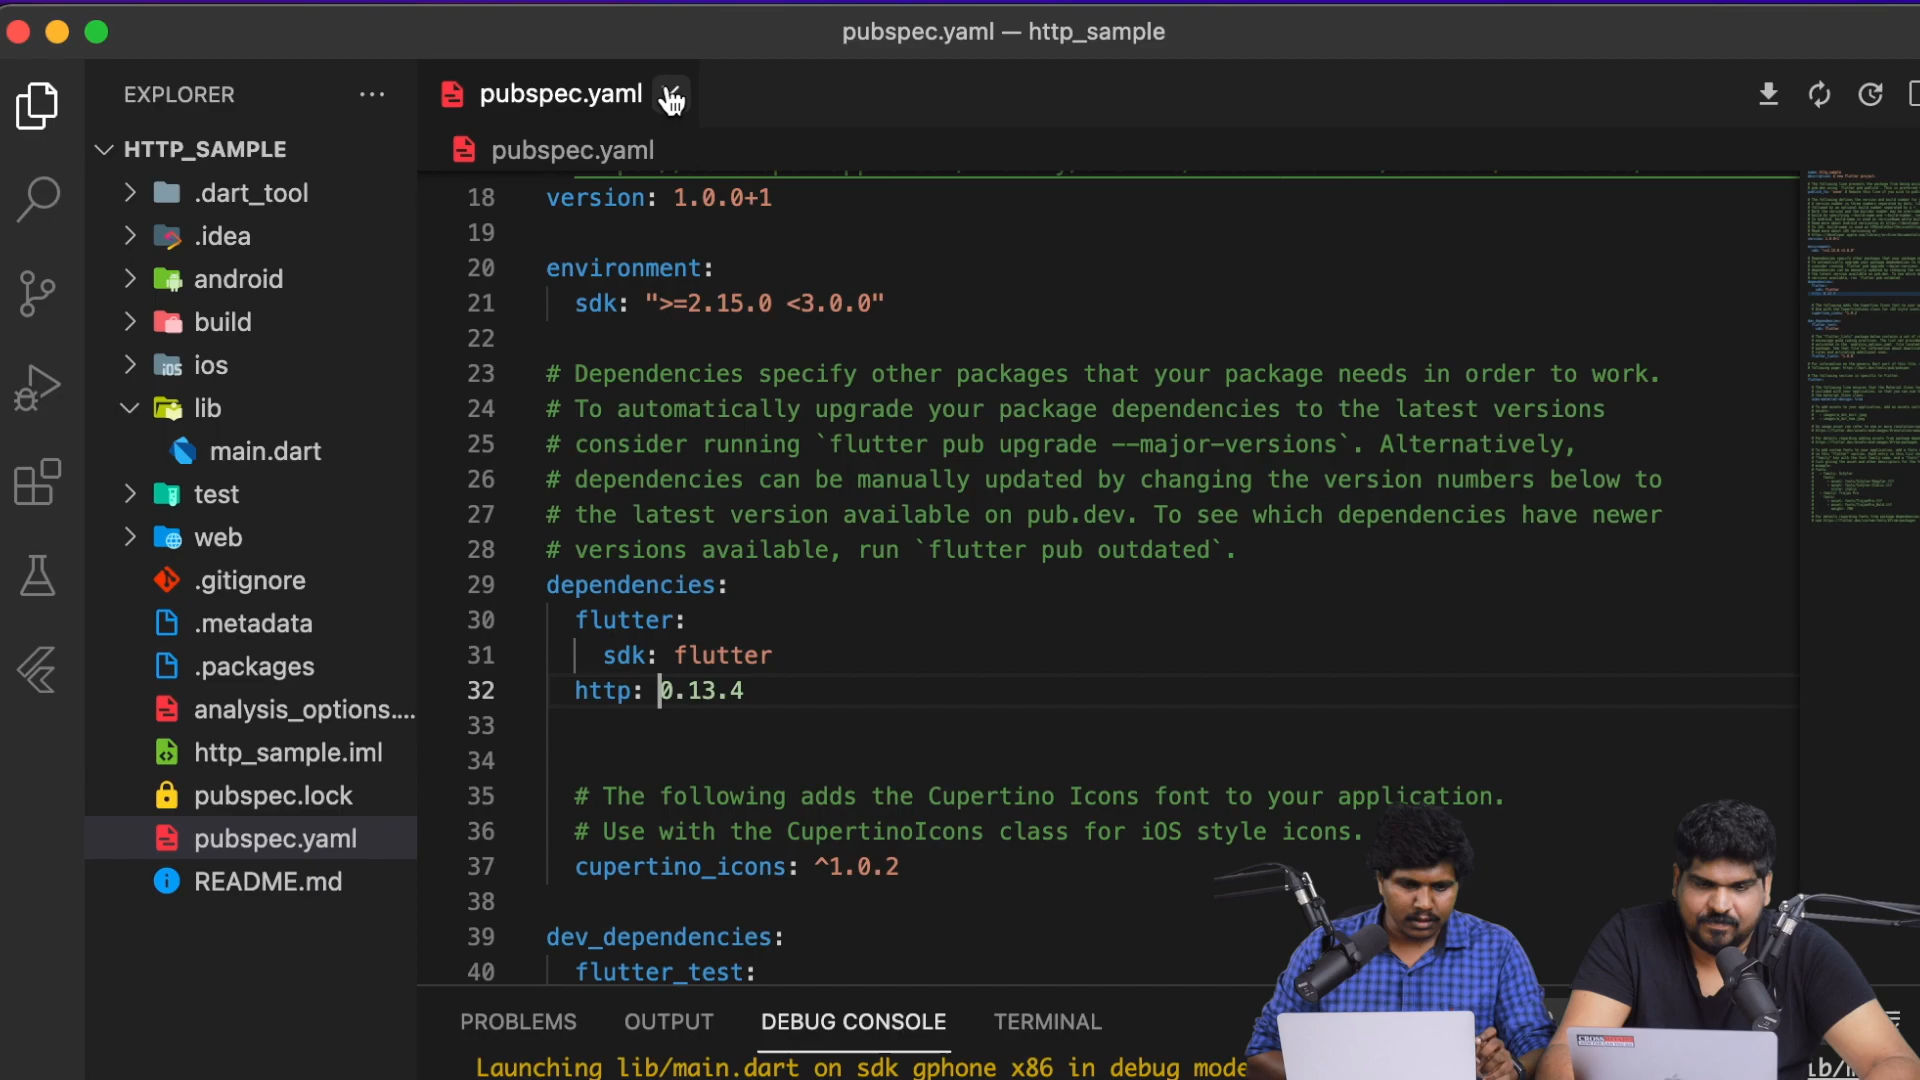 pubspec.yaml — http_sample
EXPLORER
pubspec.yaml
HTTP_SAMPLE
pubspec.yaml
.dart_tool
.idea
android
build
ios
lib
main.dart
test
web
.gitignore
.metadata
.packages
analysis_options....
http_sample.iml
pubspec.lock
pubspec.yaml
README.md
18 version: 1.0.0+1
19
20 environment:
21 sdk: ">=2.15.0 <3.0.0"
22
23 # Dependencies specify other packages that your package needs in order to work.
24 # To automatically upgrade your package dependencies to the latest versions
25 # consider running `flutter pub upgrade --major-versions`. Alternatively,
26 # dependencies can be manually updated by changing the version numbers below to
27 # the latest version available on pub.dev. To see which dependencies have newer
28 # versions available, run `flutter pub outdated`.
29 dependencies:
30 flutter:
31 sdk: flutter
32 http: 0.13.4
33
34
35 # The following adds the Cupertino Icons font to your application.
36 # Use with the CupertinoIcons class for iOS style icons.
37 cupertino_icons: ^1.0.2
38
39 dev_dependencies:
40 flutter_test:
PROBLEMS OUTPUT DEBUG CONSOLE TERMINAL
Launching lib/main.dart on sdk gphone x86 in debug mode